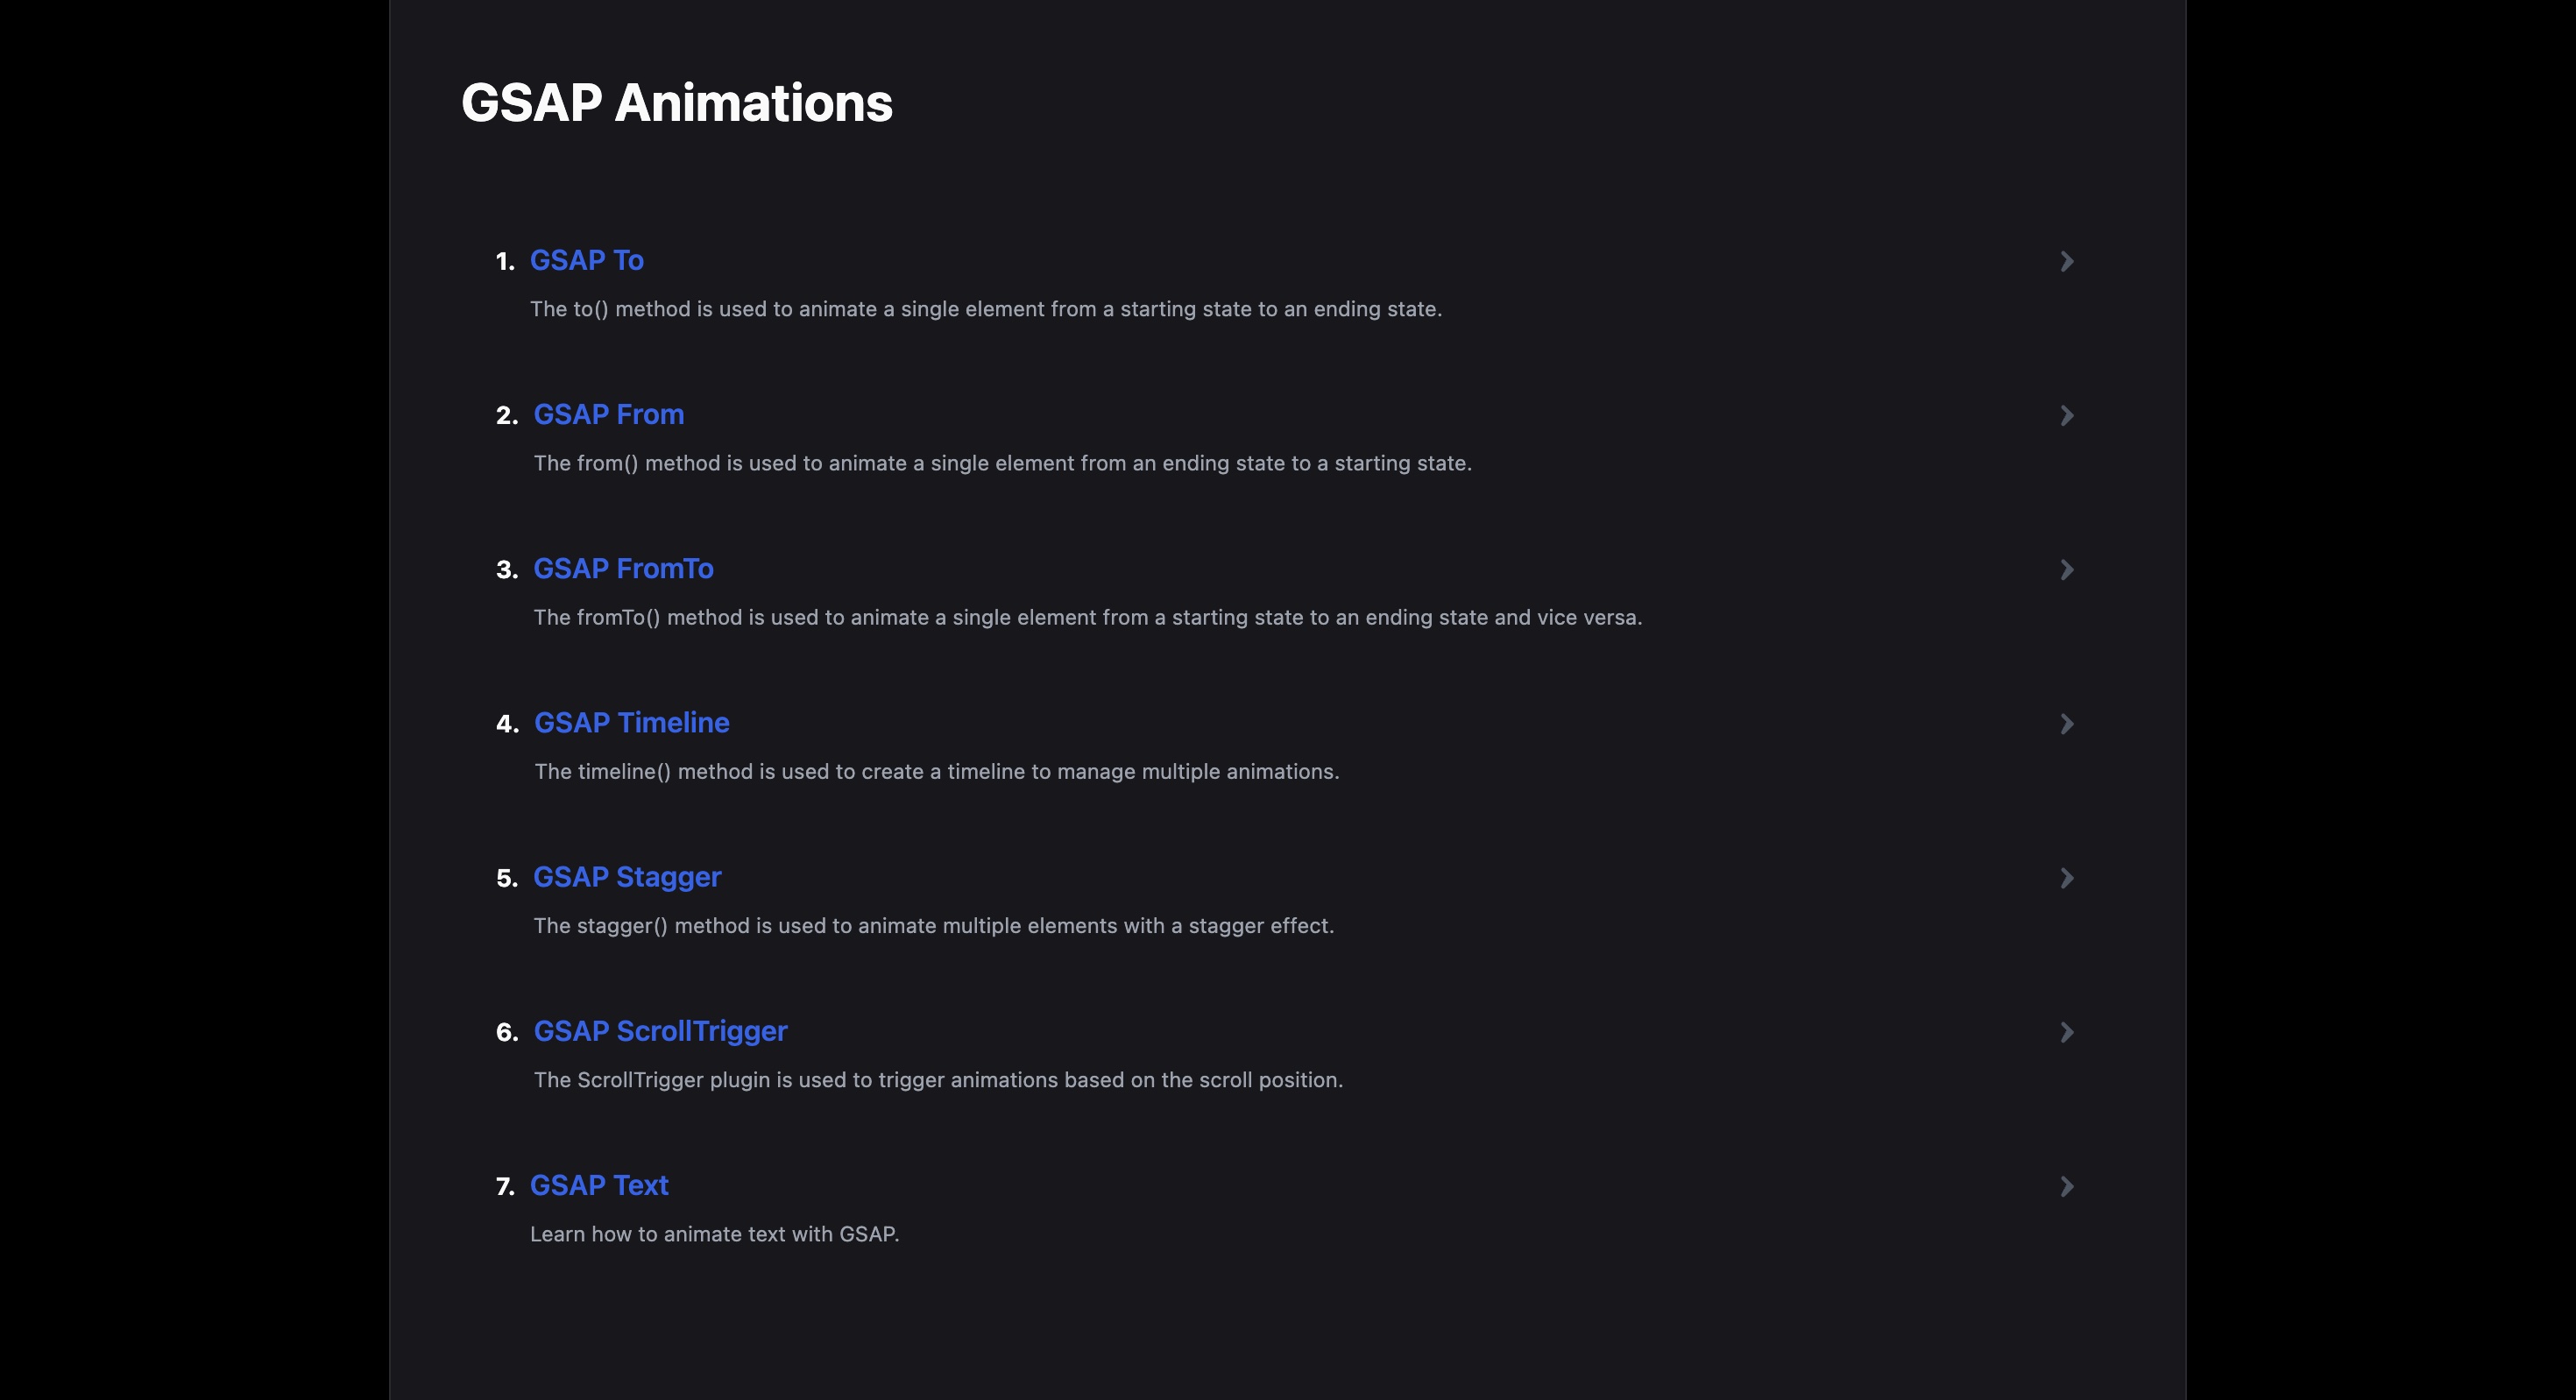 GSAP Animations
1. GSAP To
The to() method is used to animate a single element from a starting state to an ending state.
2. GSAP From
The from() method is used to animate a single element from an ending state to a starting state.
3. GSAP FromTo
The fromTo() method is used to animate a single element from a starting state to an ending state and vice versa.
4. GSAP Timeline
The timeline() method is used to create a timeline to manage multiple animations.
5. GSAP Stagger
The stagger() method is used to animate multiple elements with a stagger effect.
6. GSAP ScrollTrigger
The ScrollTrigger plugin is used to trigger animations based on the scroll position.
7. GSAP Text
Learn how to animate text with GSAP.